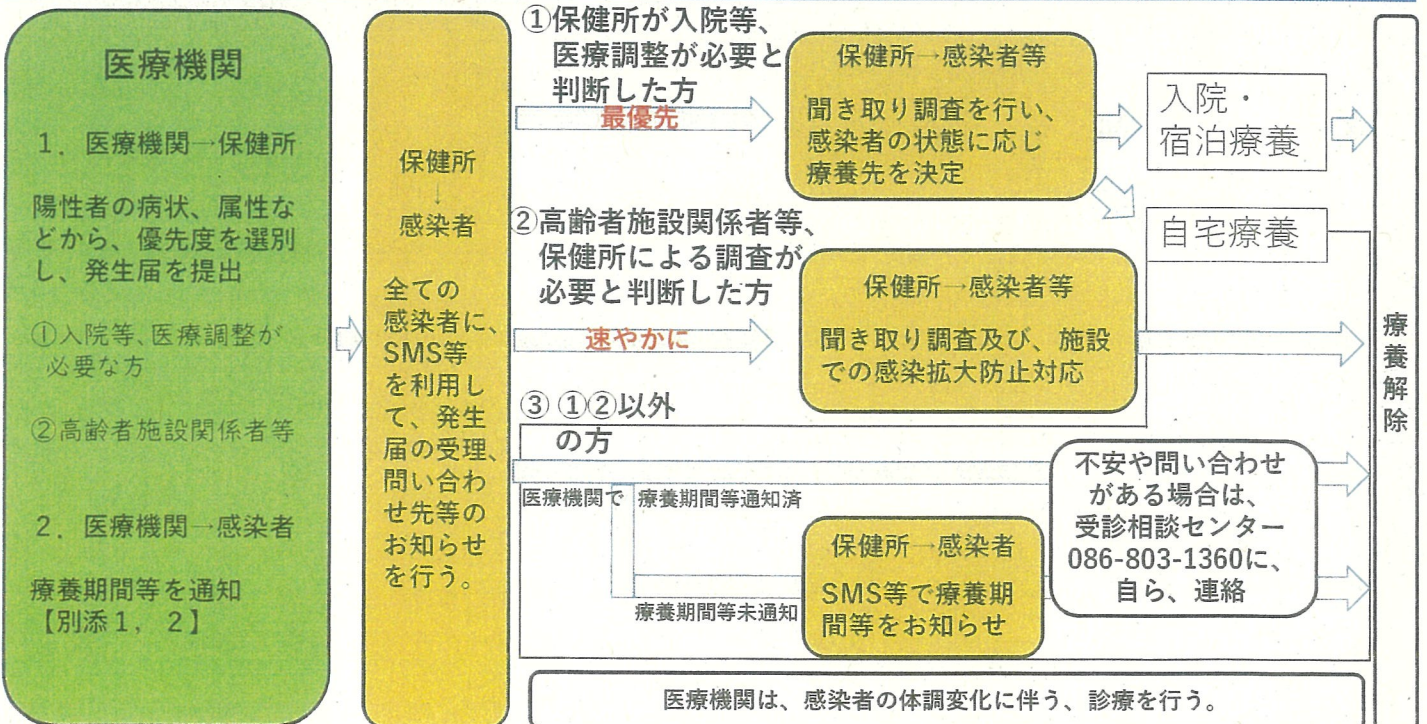 医療機関
1．医療機関→保健所
陽性者の病状、属性な
どから、優先度を選別
し、発生届を提出
①入院等、医療調整が
必要な方
②高齢者施設関係者等
2．医療機関→感染者
療養期間等を通知
【別添1，2】
保健所
↓
感染者
全ての
感染者に、
SMS等
を利用し
て、発生
届の受理、
問い合わ
せ先等の
お知らせ
を行う。
①保健所が入院等、
医療調整が必要と
判断した方
最優先
保健所→感染者等
聞き取り調査を行い、
感染者の状態に応じ
療養先を決定
入院・
宿泊療養
自宅療養
②高齢者施設関係者等、
保健所による調査が
必要と判断した方
速やかに
保健所→感染者等
聞き取り調査及び、施設
での感染拡大防止対応
③ ①②以外
の方
医療機関で 療養期間等通知済
療養期間等未通知
保健所→感染者
SMS等で療養期
間等をお知らせ
不安や問い合わせ
がある場合は、
受診相談センター
086-803-1360に、
自ら、連絡
療養解除
医療機関は、感染者の体調変化に伴う、診療を行う。